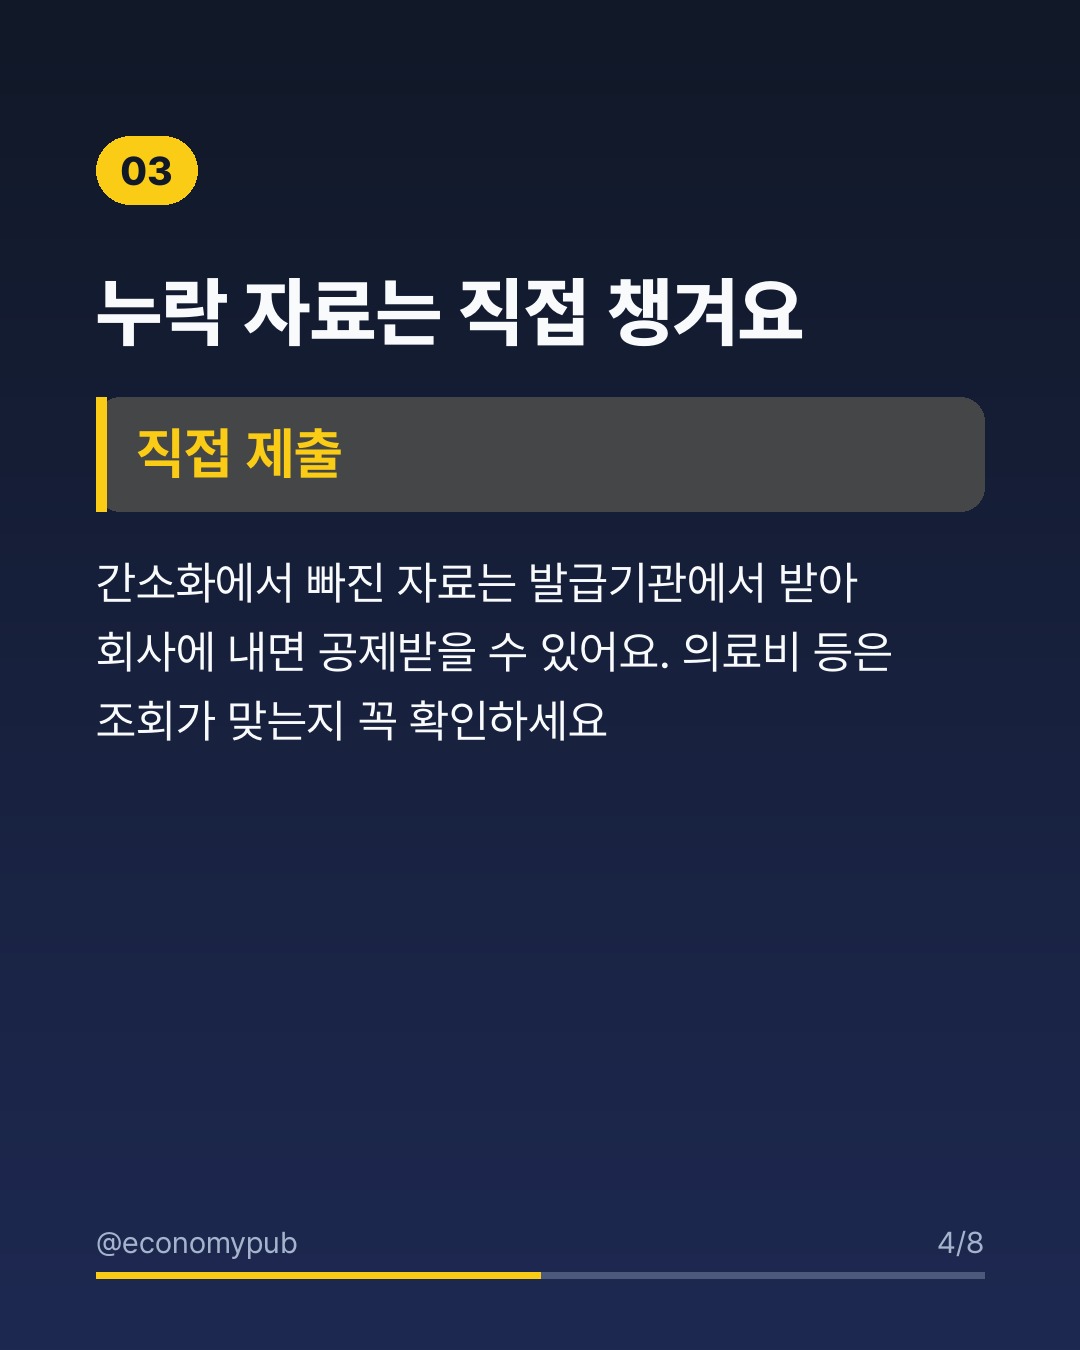 03
누락 자료는 직접 챙겨요
직접 제출
간소화에서 빠진 자료는 발급기관에서 받아
회사에 내면 공제받을 수 있어요. 의료비 등은
조회가 맞는지 꼭 확인하세요
@economypub
4/8